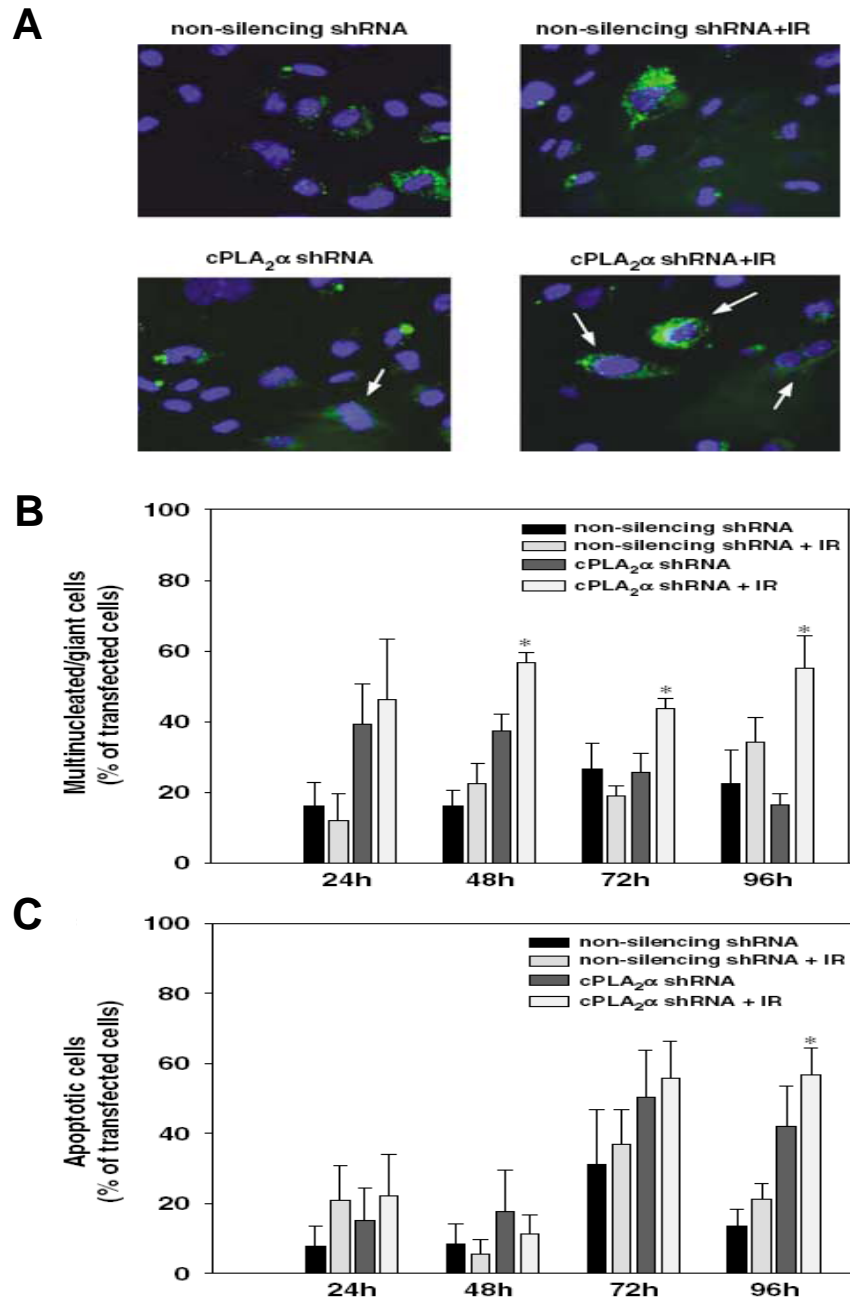 A
non-silencing shRNA
non-silencing shRNA+IR
cPLA₂α shRNA
cPLA₂α shRNA+IR
B
Multinucleated/giant cells
(% of transfected cells)
100
80
60
40
20
0
non-silencing shRNA
non-silencing shRNA + IR
cPLA₂α shRNA
cPLA₂α shRNA + IR
*
*
*
24h
48h
72h
96h
C
Apoptotic cells
(% of transfected cells)
100
80
60
40
20
0
non-silencing shRNA
non-silencing shRNA + IR
cPLA₂α shRNA
cPLA₂α shRNA + IR
*
24h
48h
72h
96h